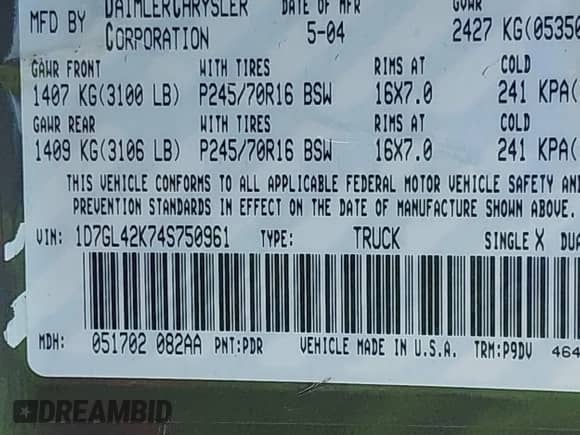 MFD BY DAIMLERCHRYSLER CORPORATION DATE OF MFR 5-04 GVWR 2427 KG(05350
GAWR FRONT WITH TIRES RIMS AT COLD
1407 KG(3100 LB) P245/70R16 BSW 16X7.0 241 KPA(
GAWR REAR WITH TIRES RIMS AT COLD
1409 KG(3106 LB) P245/70R16 BSW 16X7.0 241 KPA(
THIS VEHICLE CONFORMS TO ALL APPLICABLE FEDERAL MOTOR VEHICLE SAFETY AND
PREVENTION STANDARDS IN EFFECT ON THE DATE OF MANUFACTURE SHOWN ABOVE.
VIN: 1D7GL42K74S750961 TYPE: TRUCK SINGLE X DUA
MDH: 051702 082AA PNT:PDR VEHICLE MADE IN U.S.A. TRM:P9DV 464
DREAMBID